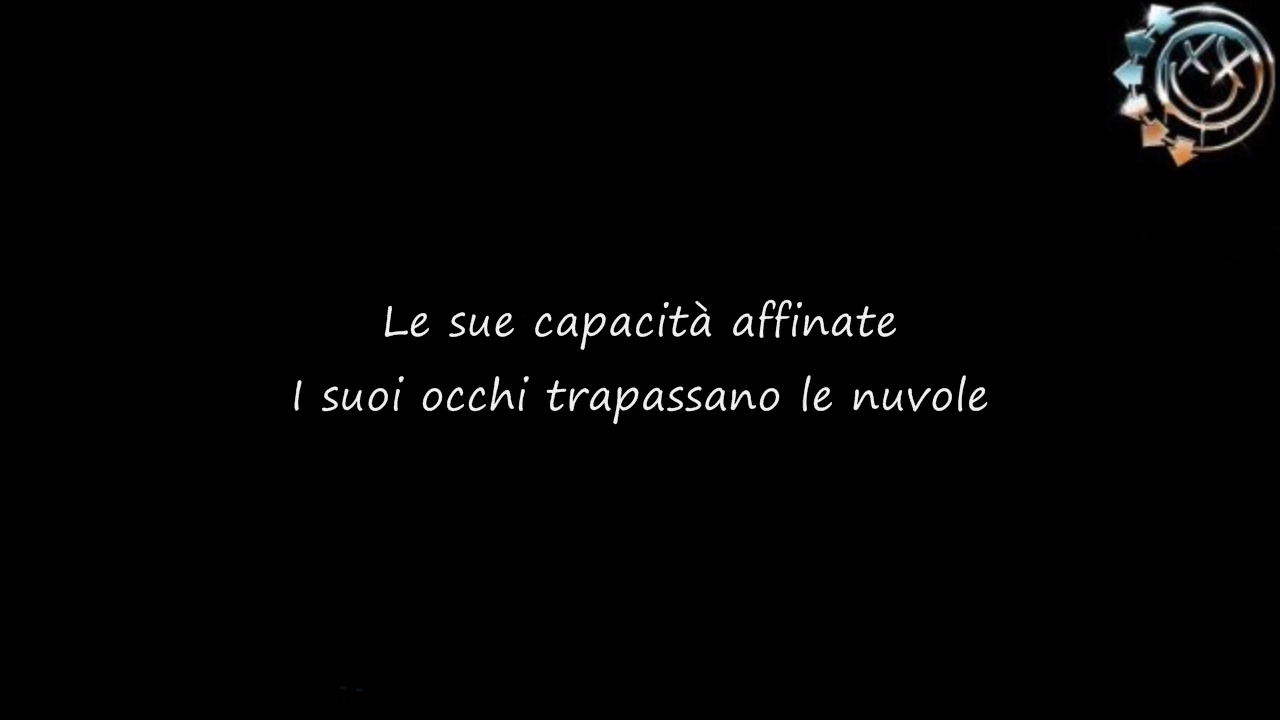 Le sue capacità affinate
I suoi occhi trapassano le nuvole